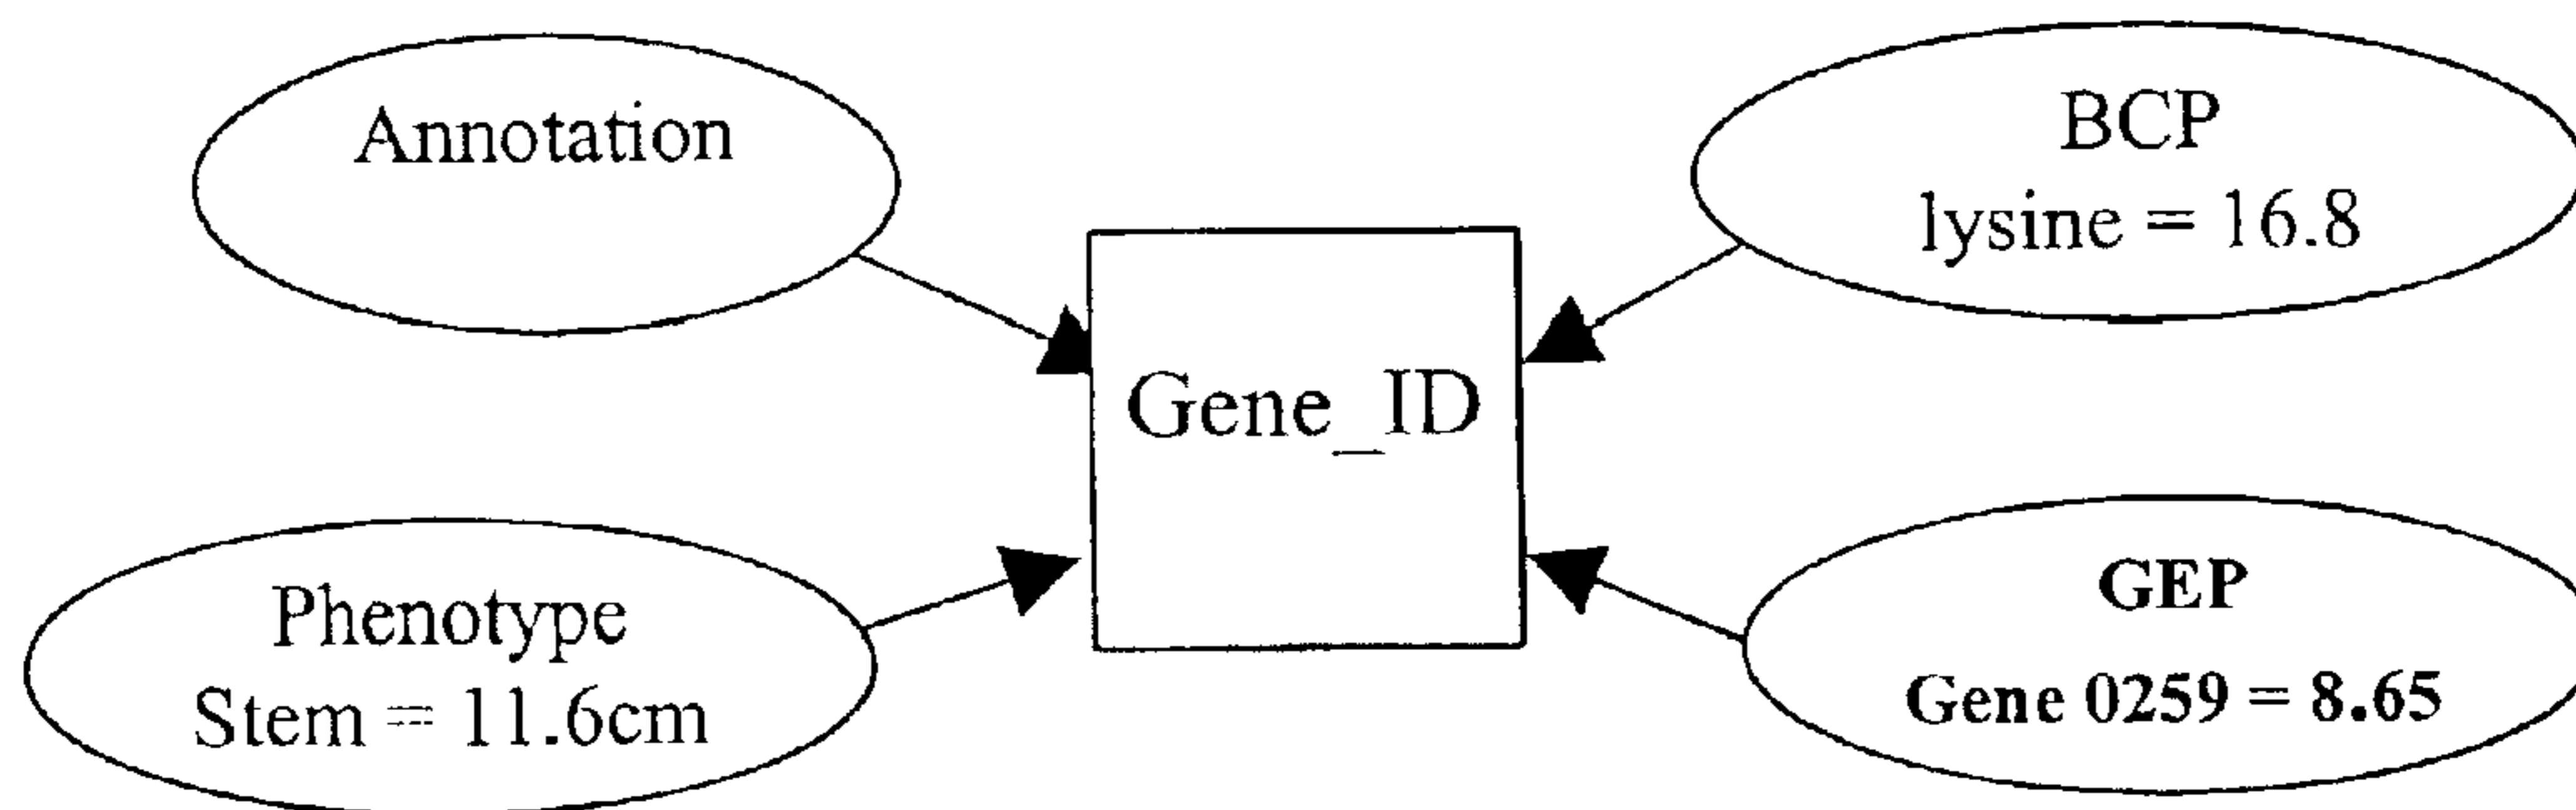 Annotation
BCP
lysine = 16.8
Gene_ID
Phenotype
Stem = 11.6cm
GEP
Gene 0259 = 8.65